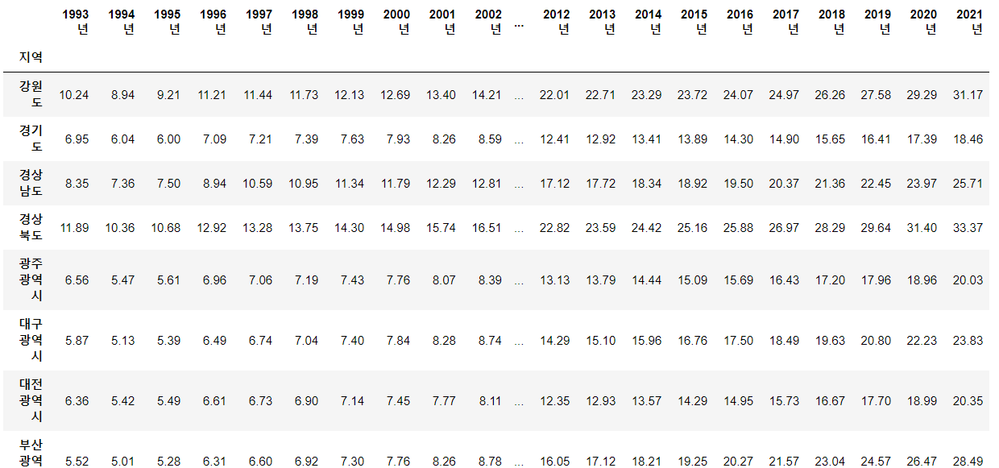 1993년 1994년 1995년 1996년 1997년 1998년 1999년 2000년 2001년 2002년 ... 2012년 2013년 2014년 2015년 2016년 2017년 2018년 2019년 2020년 2021년
지역
강원도 10.24 8.94 9.21 11.21 11.44 11.73 12.13 12.69 13.40 14.21 ... 22.01 22.71 23.29 23.72 24.07 24.97 26.26 27.58 29.29 31.17
경기도 6.95 6.04 6.00 7.09 7.21 7.39 7.63 7.93 8.26 8.59 ... 12.41 12.92 13.41 13.89 14.30 14.90 15.65 16.41 17.39 18.46
경상남도 8.35 7.36 7.50 8.94 10.59 10.95 11.34 11.79 12.29 12.81 ... 17.12 17.72 18.34 18.92 19.50 20.37 21.36 22.45 23.97 25.71
경상북도 11.89 10.36 10.68 12.92 13.28 13.75 14.30 14.98 15.74 16.51 ... 22.82 23.59 24.42 25.16 25.88 26.97 28.29 29.64 31.40 33.37
광주광역시 6.56 5.47 5.61 6.96 7.06 7.19 7.43 7.76 8.07 8.39 ... 13.13 13.79 14.44 15.09 15.69 16.43 17.20 17.96 18.96 20.03
대구광역시 5.87 5.13 5.39 6.49 6.74 7.04 7.40 7.84 8.28 8.74 ... 14.29 15.10 15.96 16.76 17.50 18.49 19.63 20.80 22.23 23.83
대전광역시 6.36 5.42 5.49 6.61 6.73 6.90 7.14 7.45 7.77 8.11 ... 12.35 12.93 13.57 14.29 14.95 15.73 16.67 17.70 18.99 20.35
부산광역 5.52 5.01 5.28 6.31 6.60 6.92 7.30 7.76 8.26 8.78 ... 16.05 17.12 18.21 19.25 20.27 21.57 23.04 24.57 26.47 28.49